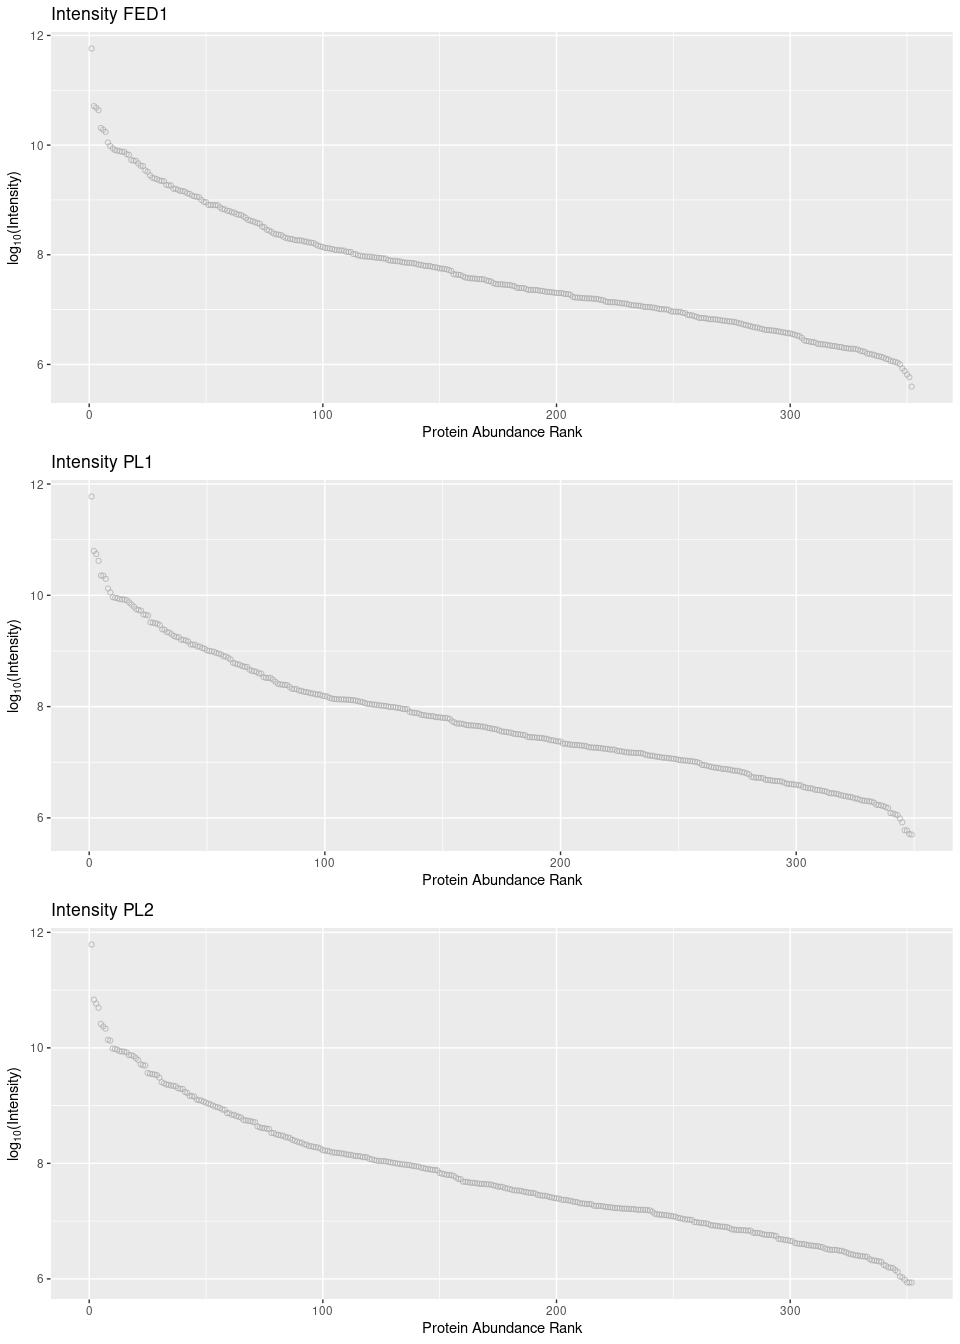 Intensity FED1
12
10
8
6
log10(Intensity)
0 100 200 300
Protein Abundance Rank
Intensity PL1
12
10
8
6
log10(Intensity)
0 100 200 300
Protein Abundance Rank
Intensity PL2
12
10
8
6
log10(Intensity)
0 100 200 300
Protein Abundance Rank